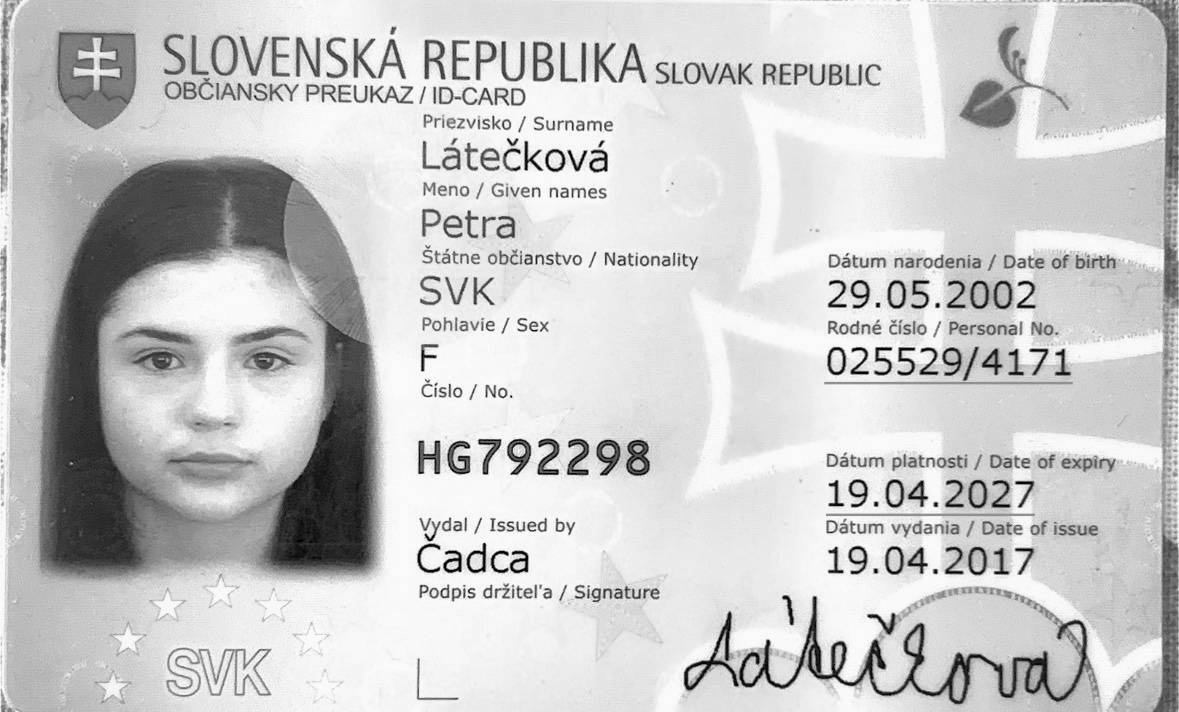 SLOVENSKÁ REPUBLIKA SLOVAK REPUBLIC
OBČIANSKY PREUKAZ / ID-CARD
Priezvisko / Surname
Látečková
Meno / Given names
Petra
Štátne občianstvo / Nationality
SVK
Pohlavie / Sex
F
Číslo / No.
HG792298
Vydal / Issued by
Čadca
Podpis držiteľa / Signature
Dátum narodenia / Date of birth
29.05.2002
Rodné číslo / Personal No.
025529/4171
Dátum platnosti / Date of expiry
19.04.2027
Dátum vydania / Date of issue
19.04.2017
Látečková
SVK